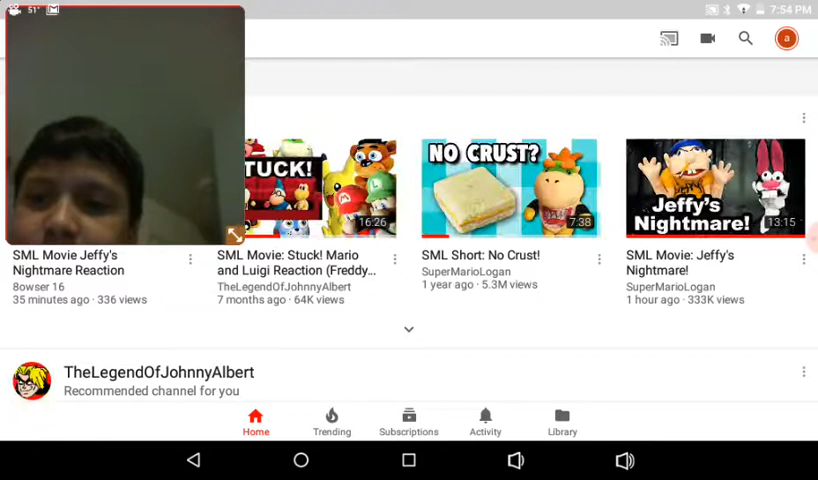 51°
7:54 PM
a
TUCK!
16:26
NO CRUST?
7:38
Jeffy's
Nightmare!
13:15
SML Movie Jeffy's
Nightmare Reaction
8owser 16
35 minutes ago · 336 views
SML Movie: Stuck! Mario
and Luigi Reaction (Freddy...
TheLegendOfJohnnyAlbert
7 months ago · 64K views
SML Short: No Crust!
SuperMarioLogan
1 year ago · 5.3M views
SML Movie: Jeffy's
Nightmare!
SuperMarioLogan
1 hour ago · 333K views
TheLegendOfJohnnyAlbert
Recommended channel for you
Home
Trending
Subscriptions
Activity
Library